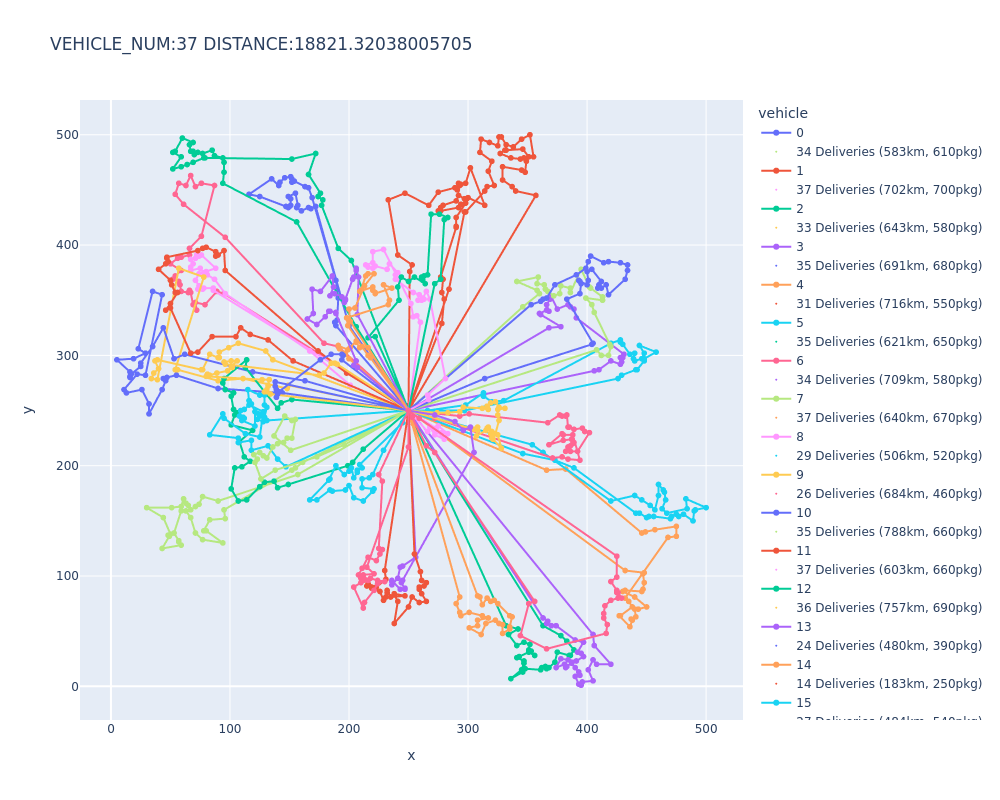 VEHICLE_NUM:37 DISTANCE:18821.32038005705
vehicle
0
34 Deliveries (583km, 610pkg)
1
37 Deliveries (702km, 700pkg)
2
33 Deliveries (643km, 580pkg)
3
35 Deliveries (691km, 680pkg)
4
31 Deliveries (716km, 550pkg)
5
35 Deliveries (621km, 650pkg)
6
34 Deliveries (709km, 580pkg)
7
37 Deliveries (640km, 670pkg)
8
29 Deliveries (506km, 520pkg)
9
26 Deliveries (684km, 460pkg)
10
35 Deliveries (788km, 660pkg)
11
37 Deliveries (603km, 660pkg)
12
36 Deliveries (757km, 690pkg)
13
24 Deliveries (480km, 390pkg)
14
14 Deliveries (183km, 250pkg)
15
500
400
300
200
100
0
y
0 100 200 300 400 500
x